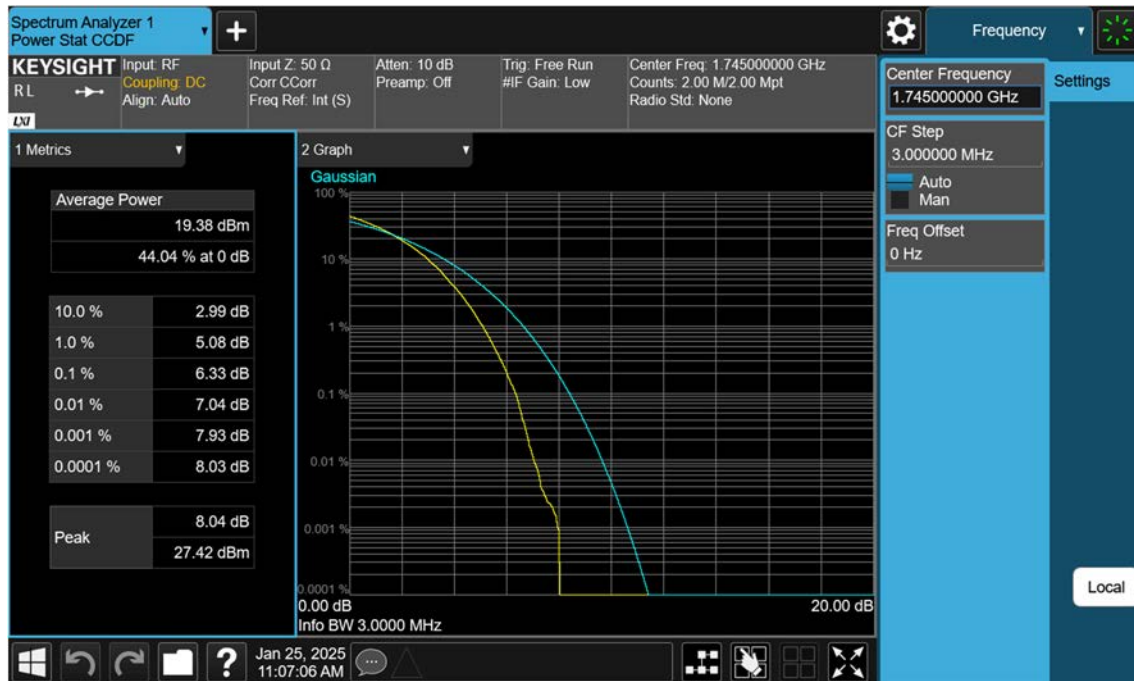 Spectrum Analyzer 1
Power Stat CCDF
+
Frequency
KEYSIGHT
RL
LXI
Input: RF
Coupling: DC
Align: Auto
Input Z: 50 Ω
Corr CCorr
Freq Ref: Int (S)
Atten: 10 dB
Preamp: Off
Trig: Free Run
#IF Gain: Low
Center Freq: 1.745000000 GHz
Counts: 2.00 M/2.00 Mpt
Radio Std: None
Center Frequency
1.745000000 GHz
Settings
CF Step
3.000000 MHz
Auto
Man
Freq Offset
0 Hz
1 Metrics
Average Power
19.38 dBm
44.04 % at 0 dB
10.0 % 2.99 dB
1.0 % 5.08 dB
0.1 % 6.33 dB
0.01 % 7.04 dB
0.001 % 7.93 dB
0.0001 % 8.03 dB
Peak
8.04 dB
27.42 dBm
2 Graph
Gaussian
100 %
10 %
1 %
0.1 %
0.01 %
0.001 %
0.0001 %
0.00 dB 20.00 dB
Info BW 3.0000 MHz
Local
?
Jan 25, 2025
11:07:06 AM